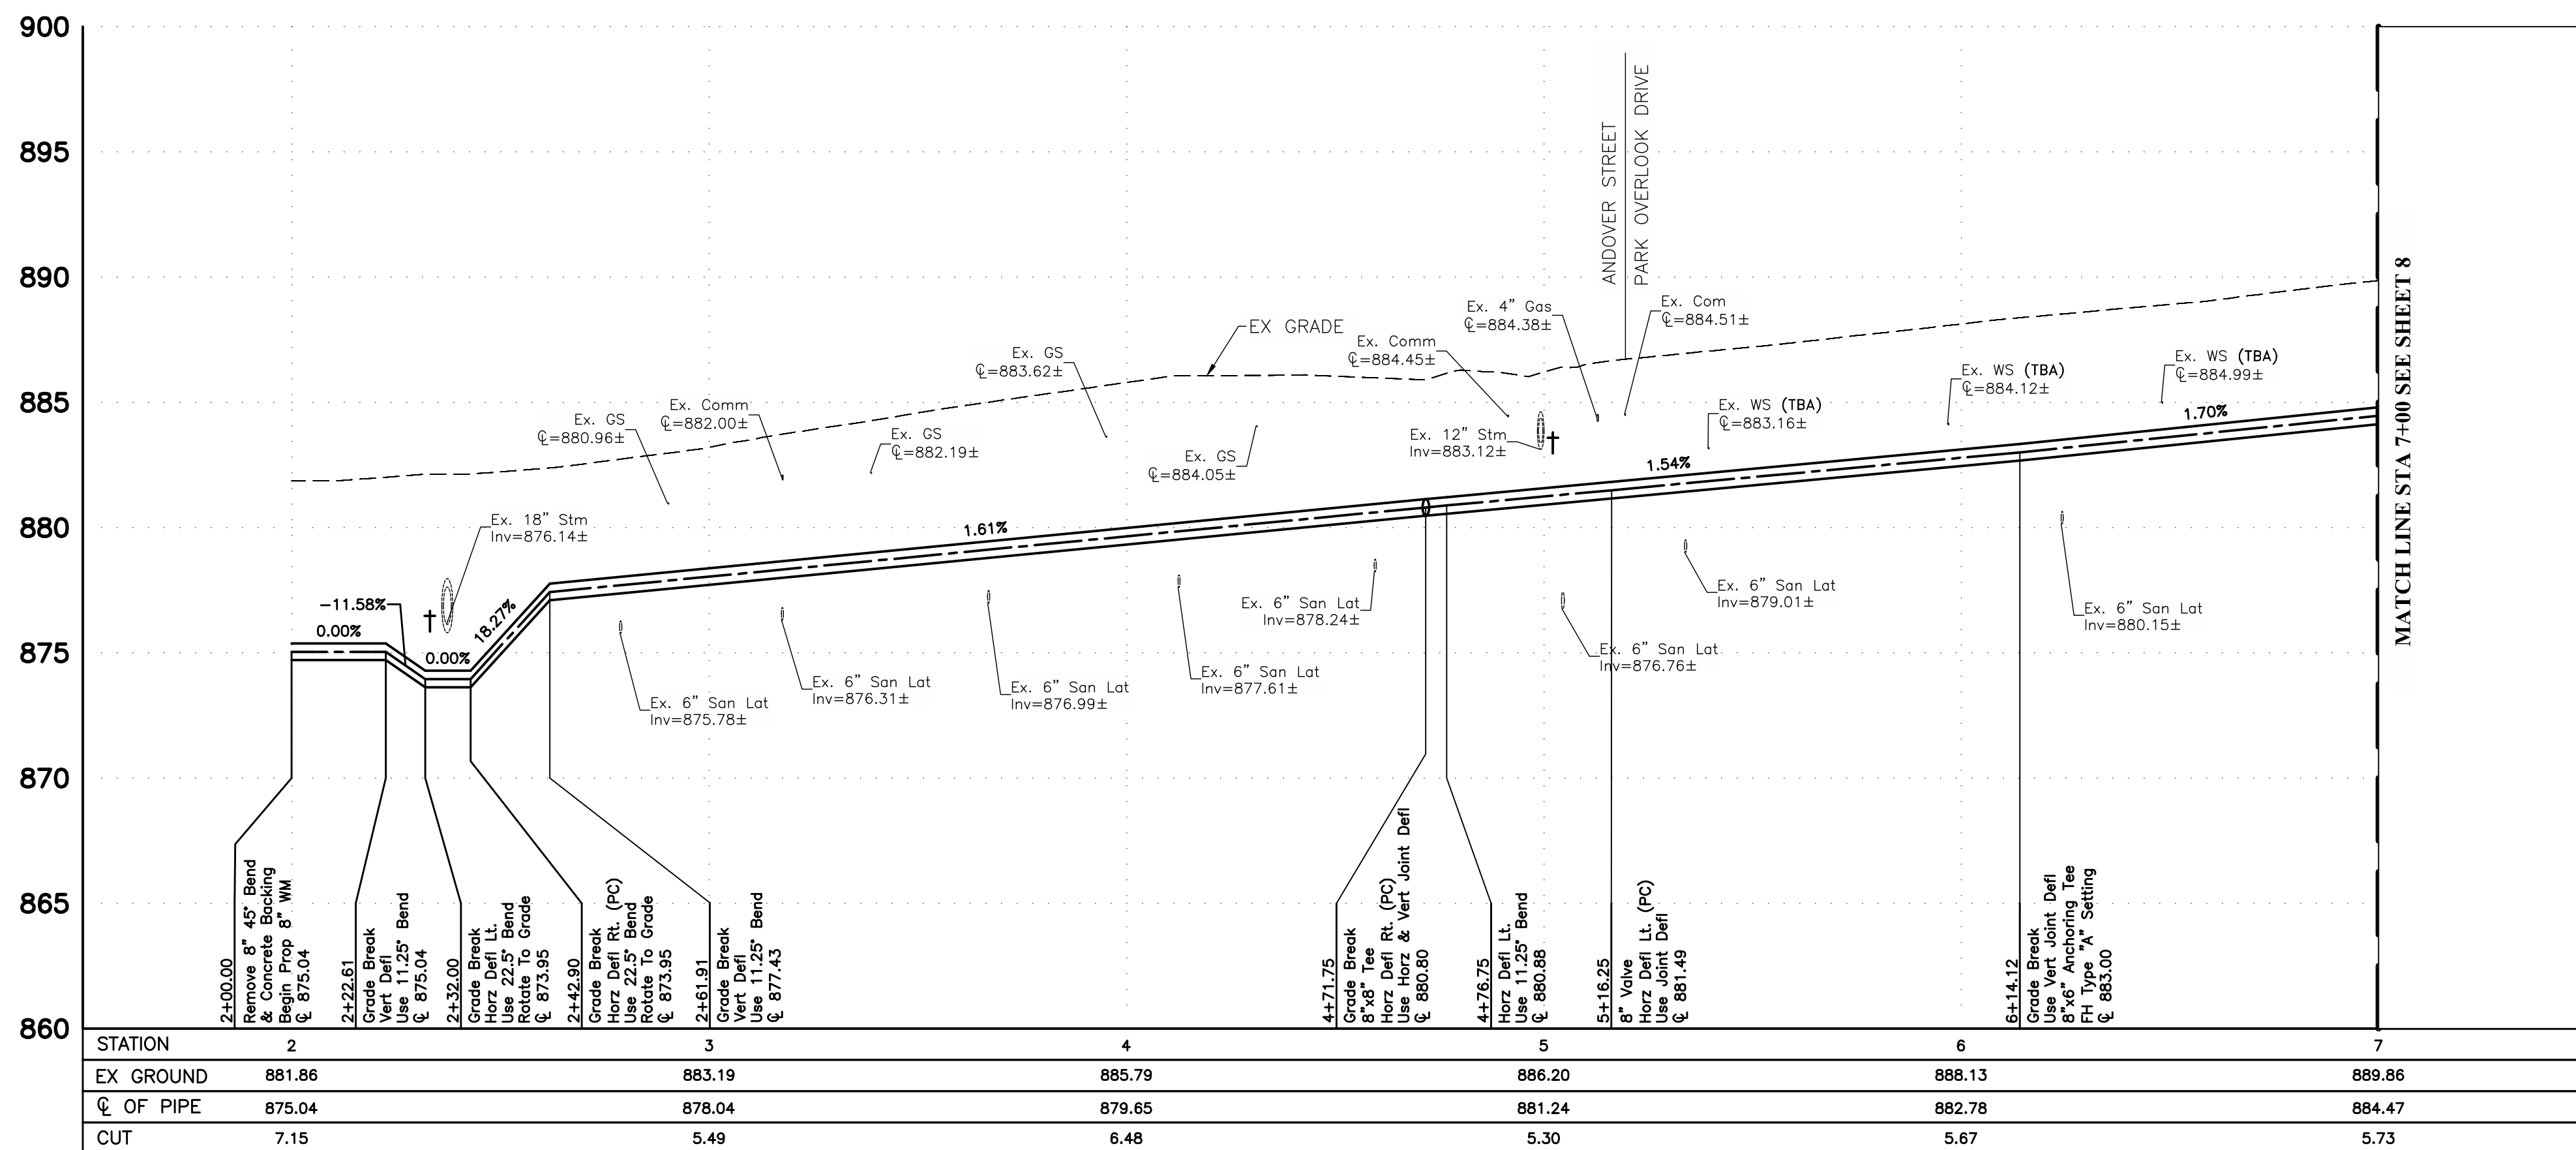 900
895
890
885
880
875
870
865
860
ANDOVER STREET
PARK OVERLOOK DRIVE
MATCH LINE STA 7+00 SEE SHEET 8
EX GRADE
Ex. GS
℄=880.96±
Ex. Comm
℄=882.00±
Ex. GS
℄=882.19±
Ex. GS
℄=883.62±
Ex. GS
℄=884.05±
Ex. Comm
℄=884.45±
Ex. 4” Gas
℄=884.38±
Ex. Com
℄=884.51±
Ex. 12” Stm
Inv=883.12±
Ex. WS (TBA)
℄=883.16±
Ex. WS (TBA)
℄=884.12±
Ex. WS (TBA)
℄=884.99±
Ex. 18” Stm
Inv=876.14±
0.00%
-11.58%
0.00%
18.27%
1.61%
1.54%
1.70%
Ex. 6” San Lat
Inv=875.78±
Ex. 6” San Lat
Inv=876.31±
Ex. 6” San Lat
Inv=876.99±
Ex. 6” San Lat
Inv=877.61±
Ex. 6” San Lat
Inv=878.24±
Ex. 6” San Lat
Inv=876.76±
Ex. 6” San Lat
Inv=879.01±
Ex. 6” San Lat
Inv=880.15±
2+00.00
Remove 8” 45° Bend
& Concrete Backing
Begin Prop 8” WM
℄ 875.04
2+22.61
Grade Break
Vert Defl
Use 11.25° Bend
℄ 875.04
2+32.00
Grade Break
Horz Defl Lt.
Use 22.5° Bend
Rotate To Grade
℄ 873.95
2+42.90
Grade Break
Horz Defl Rt. (PC)
Use 22.5° Bend
Rotate To Grade
℄ 873.95
2+61.91
Grade Break
Vert Defl
Use 11.25° Bend
℄ 877.43
4+71.75
Grade Break
8”x8” Tee
Horz Defl Rt. (PC)
Use Horz & Vert Joint Defl
℄ 880.80
4+76.75
Horz Defl Lt.
Use 11.25° Bend
℄ 880.88
5+16.25
8” Valve
Horz Defl Lt. (PC)
Use Joint Defl
℄ 881.49
6+14.12
Grade Break
Use Vert Joint Defl
8”x6” Anchoring Tee
FH Type ”A” Setting
℄ 883.00
STATION 2 3 4 5 6 7
EX GROUND 881.86 883.19 885.79 886.20 888.13 889.86
℄ OF PIPE 875.04 878.04 879.65 881.24 882.78 884.47
CUT 7.15 5.49 6.48 5.30 5.67 5.73